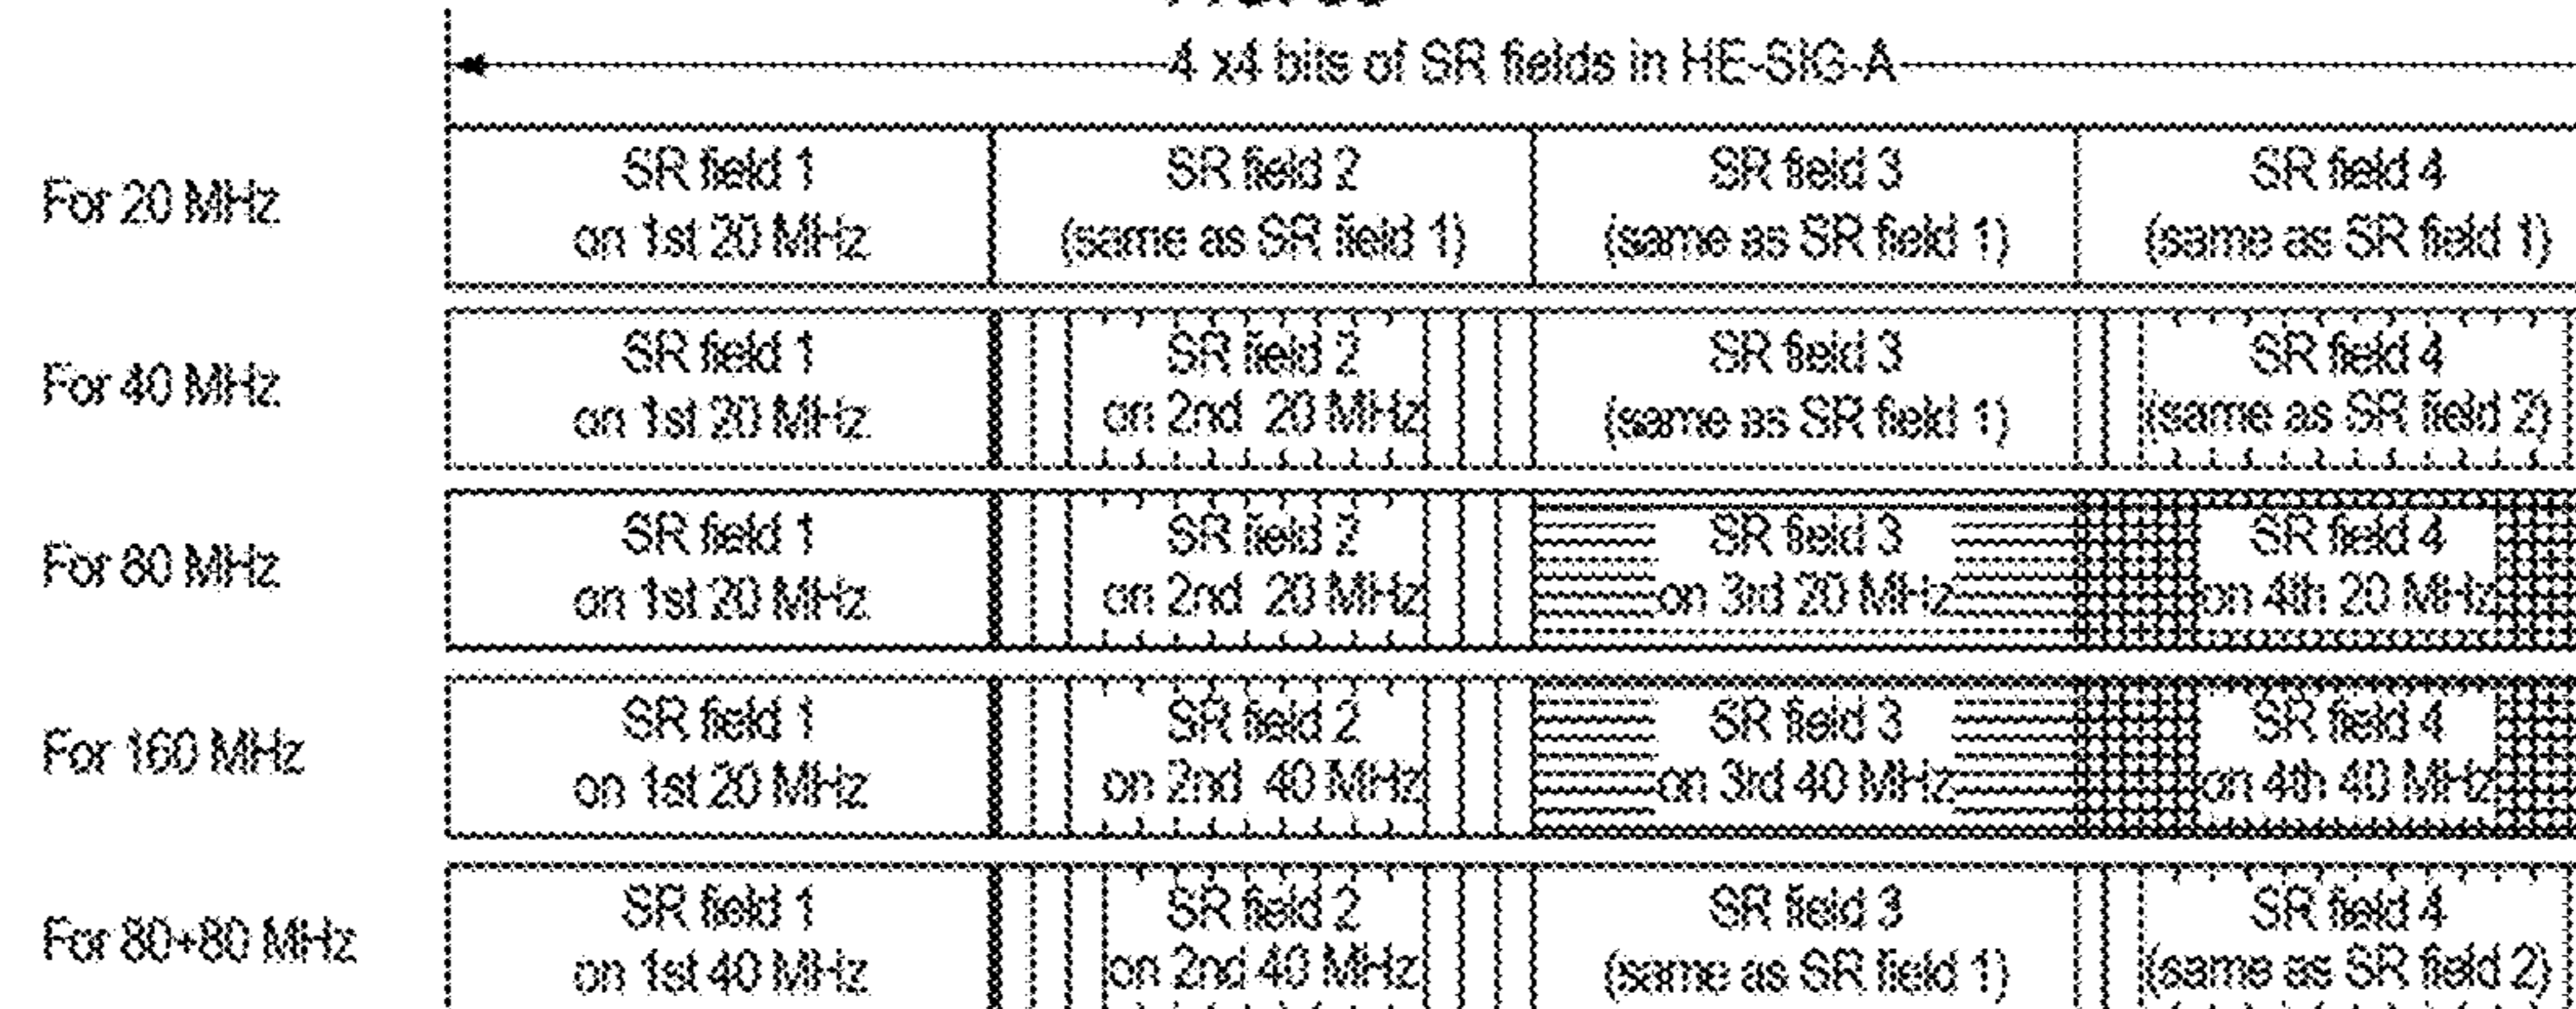 4 x4 bits of SR fields in HE-SIG-A
For 20 MHz
SR field 1
on 1st 20 MHz
SR field 2
(same as SR field 1)
SR field 3
(same as SR field 1)
SR field 4
(same as SR field 1)
For 40 MHz
SR field 1
on 1st 20 MHz
SR field 2
on 2nd 20 MHz
SR field 3
(same as SR field 1)
SR field 4
(same as SR field 2)
For 80 MHz
SR field 1
on 1st 20 MHz
SR field 2
on 2nd 20 MHz
SR field 3
on 3rd 20 MHz
SR field 4
on 4th 20 MHz
For 160 MHz
SR field 1
on 1st 20 MHz
SR field 2
on 2nd 40 MHz
SR field 3
on 3rd 40 MHz
SR field 4
on 4th 40 MHz
For 80+80 MHz
SR field 1
on 1st 40 MHz
SR field 2
on 2nd 40 MHz
SR field 3
(same as SR field 1)
SR field 4
(same as SR field 2)